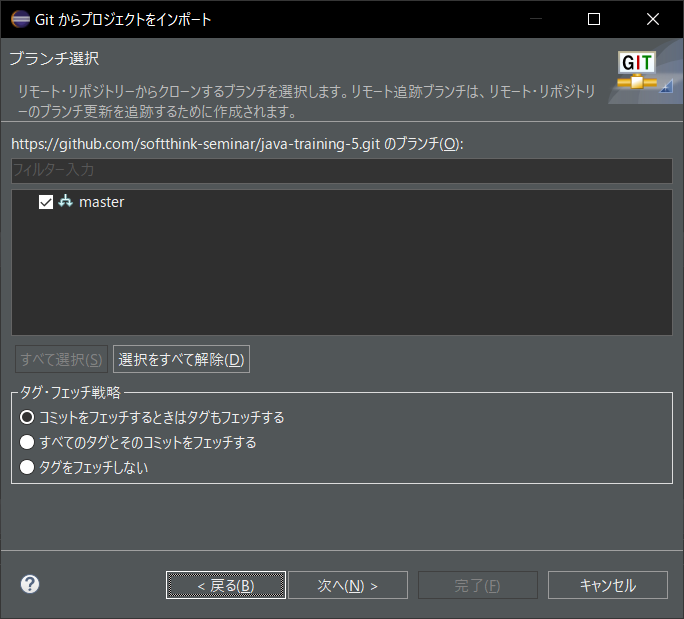 Git からプロジェクトをインポート
ブランチ選択
GIT
リモート・リポジトリーからクローンするブランチを選択します。リモート追跡ブランチは、リモート・リポジトリ
ーのブランチ更新を追跡するために作成されます。
https://github.com/softthink-seminar/java-training-5.git のブランチ(O):
フィルター入力
master
すべて選択(S) 選択をすべて解除(D)
タグ・フェッチ戦略
コミットをフェッチするときはタグもフェッチする
すべてのタグとそのコミットをフェッチする
タグをフェッチしない
? < 戻る(B) 次へ(N) > 完了(F) キャンセル